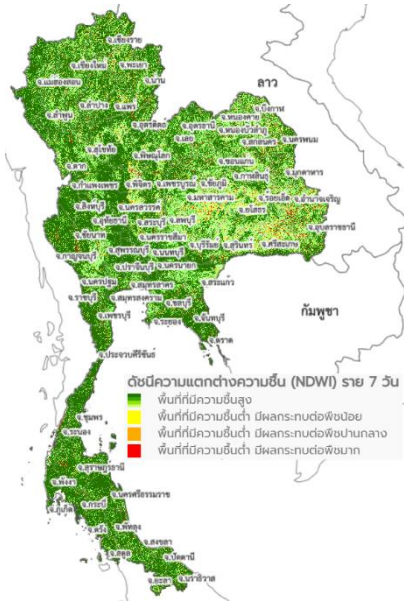 จ.เชียงราย
จ.เชียงใหม่
จ.พะเยา
จ.แม่ฮ่องสอน
จ.น่าน
ลาว
จ.ลำปาง
จ.แพร่
จ.ลำพูน
จ.อุตรดิตถ์
จ.อุดรธานี
จ.หนองคาย
จ.บึงกาฬ
จ.เลย
จ.หนองบัวลำภู
จ.สุโขทัย
จ.สกลนคร
จ.นครพนม
จ.ตาก
จ.พิษณุโลก
จ.ขอนแก่น
จ.กาฬสินธุ์
จ.มุกดาหาร
จ.กำแพงเพชร
จ.พิจิตร
จ.เพชรบูรณ์
จ.ชัยภูมิ
จ.มหาสารคาม
จ.ร้อยเอ็ด
จ.อำนาจเจริญ
จ.สิงห์บุรี
จ.นครสวรรค์
จ.ยโสธร
จ.อุทัยธานี
จ.สระบุรี
จ.ลพบุรี
จ.อุบลราชธานี
จ.ชัยนาท
จ.นครราชสีมา
จ.บุรีรัมย์
จ.สุรินทร์
จ.ศรีสะเกษ
จ.กาญจนบุรี
จ.สุพรรณบุรี
จ.นนทบุรี
จ.ปราจีนบุรี
จ.นครนายก
จ.นครปฐม
จ.สมุทรสาคร
จ.สระแก้ว
จ.ราชบุรี
จ.สมุทรสงคราม
จ.ชลบุรี
จ.เพชรบุรี
จ.ระยอง
จ.จันทบุรี
กัมพูชา
จ.ตราด
จ.ประจวบคีรีขันธ์
ดัชนีความแตกต่างความชื้น (NDWI) ราย 7 วัน
พื้นที่ที่มีความชื้นสูง
พื้นที่ที่มีความชื้นต่ำ มีผลกระทบต่อพืชน้อย
พื้นที่ที่มีความชื้นต่ำ มีผลกระทบต่อพืชปานกลาง
พื้นที่ที่มีความชื้นต่ำ มีผลกระทบต่อพืชมาก
จ.ชุมพร
จ.ระนอง
จ.สุราษฎร์ธานี
จ.พังงา
จ.นครศรีธรรมราช
จ.กระบี่
จ.ภูเก็ต
จ.ตรัง
จ.พัทลุง
จ.สงขลา
จ.สตูล
จ.ปัตตานี
จ.ยะลา
จ.นราธิวาส